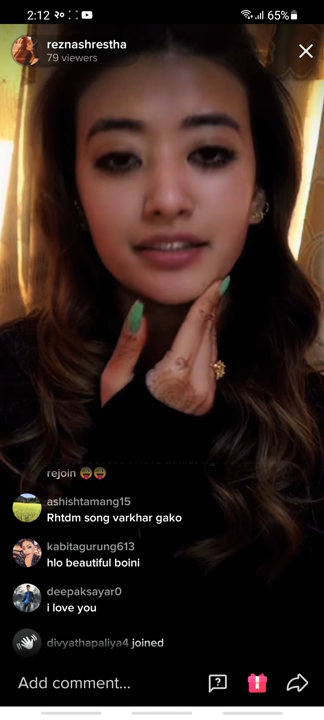 2:12 २०
65%
reznashrestha
79 viewers
rejoin
ashishtamang15
Rhtdm song varkhar gako
kabitagurung613
hlo beautiful boini
deepaksayar0
i love you
divyathapaliya4 joined
Add comment...